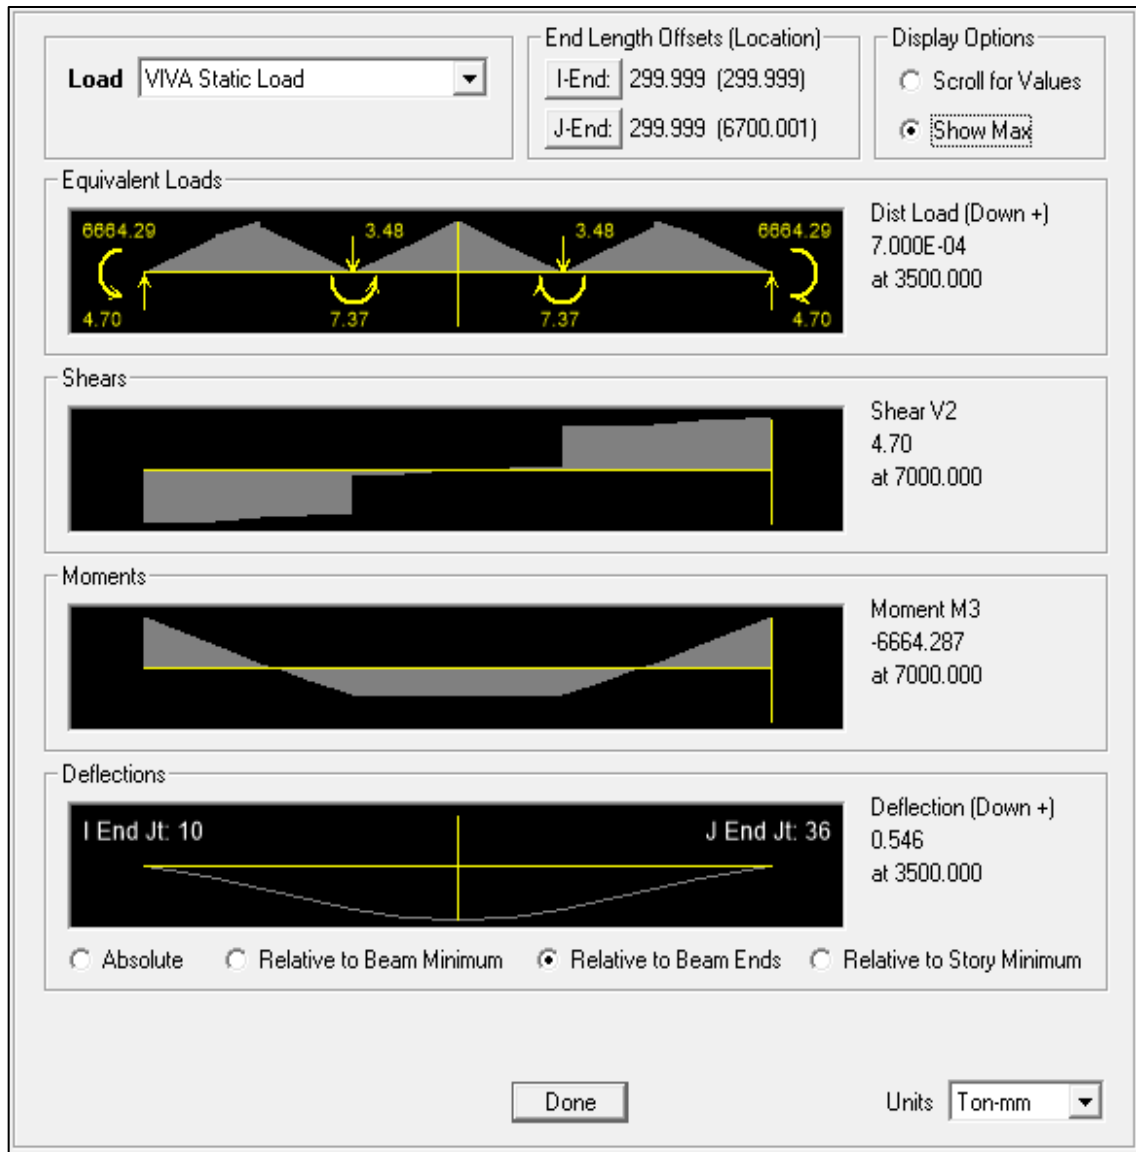 Load VIVA Static Load
End Length Offsets (Location)
I-End: 299.999 (299.999)
J-End: 299.999 (6700.001)
Display Options
Scroll for Values
Show Max
Equivalent Loads
6664.29 3.48 3.48 6664.29
4.70 7.37 7.37 4.70
Dist Load (Down +)
7.000E-04
at 3500.000
Shears
Shear V2
4.70
at 7000.000
Moments
Moment M3
-6664.287
at 7000.000
Deflections
I End Jt: 10 J End Jt: 36
Deflection (Down +)
0.546
at 3500.000
Absolute Relative to Beam Minimum Relative to Beam Ends Relative to Story Minimum
Done
Units Ton-mm